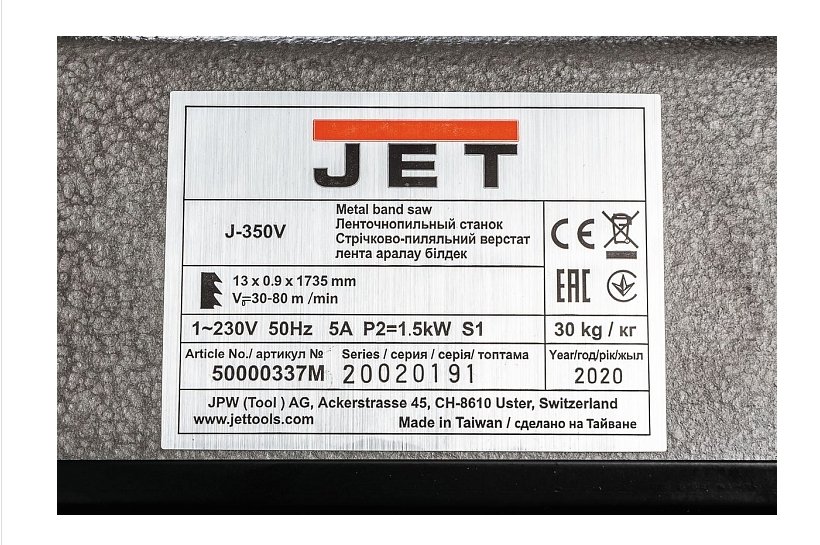 JET
J-350V
Metal band saw
Ленточнопильный станок
Стрічково-пиляльний верстат
лента аралау білдек
CE
EAC
13 x 0.9 x 1735 mm
V₀=30-80 m /min
1~230V 50Hz 5A P2=1.5kW S1
30 kg / кг
Article No./ артикул №
50000337M
Series / серия / серія/ топтама
20020191
Year/год/рік/жыл
2020
JPW (Tool ) AG, Ackerstrasse 45, CH-8610 Uster, Switzerland
www.jettools.com
Made in Taiwan / сделано на Тайване